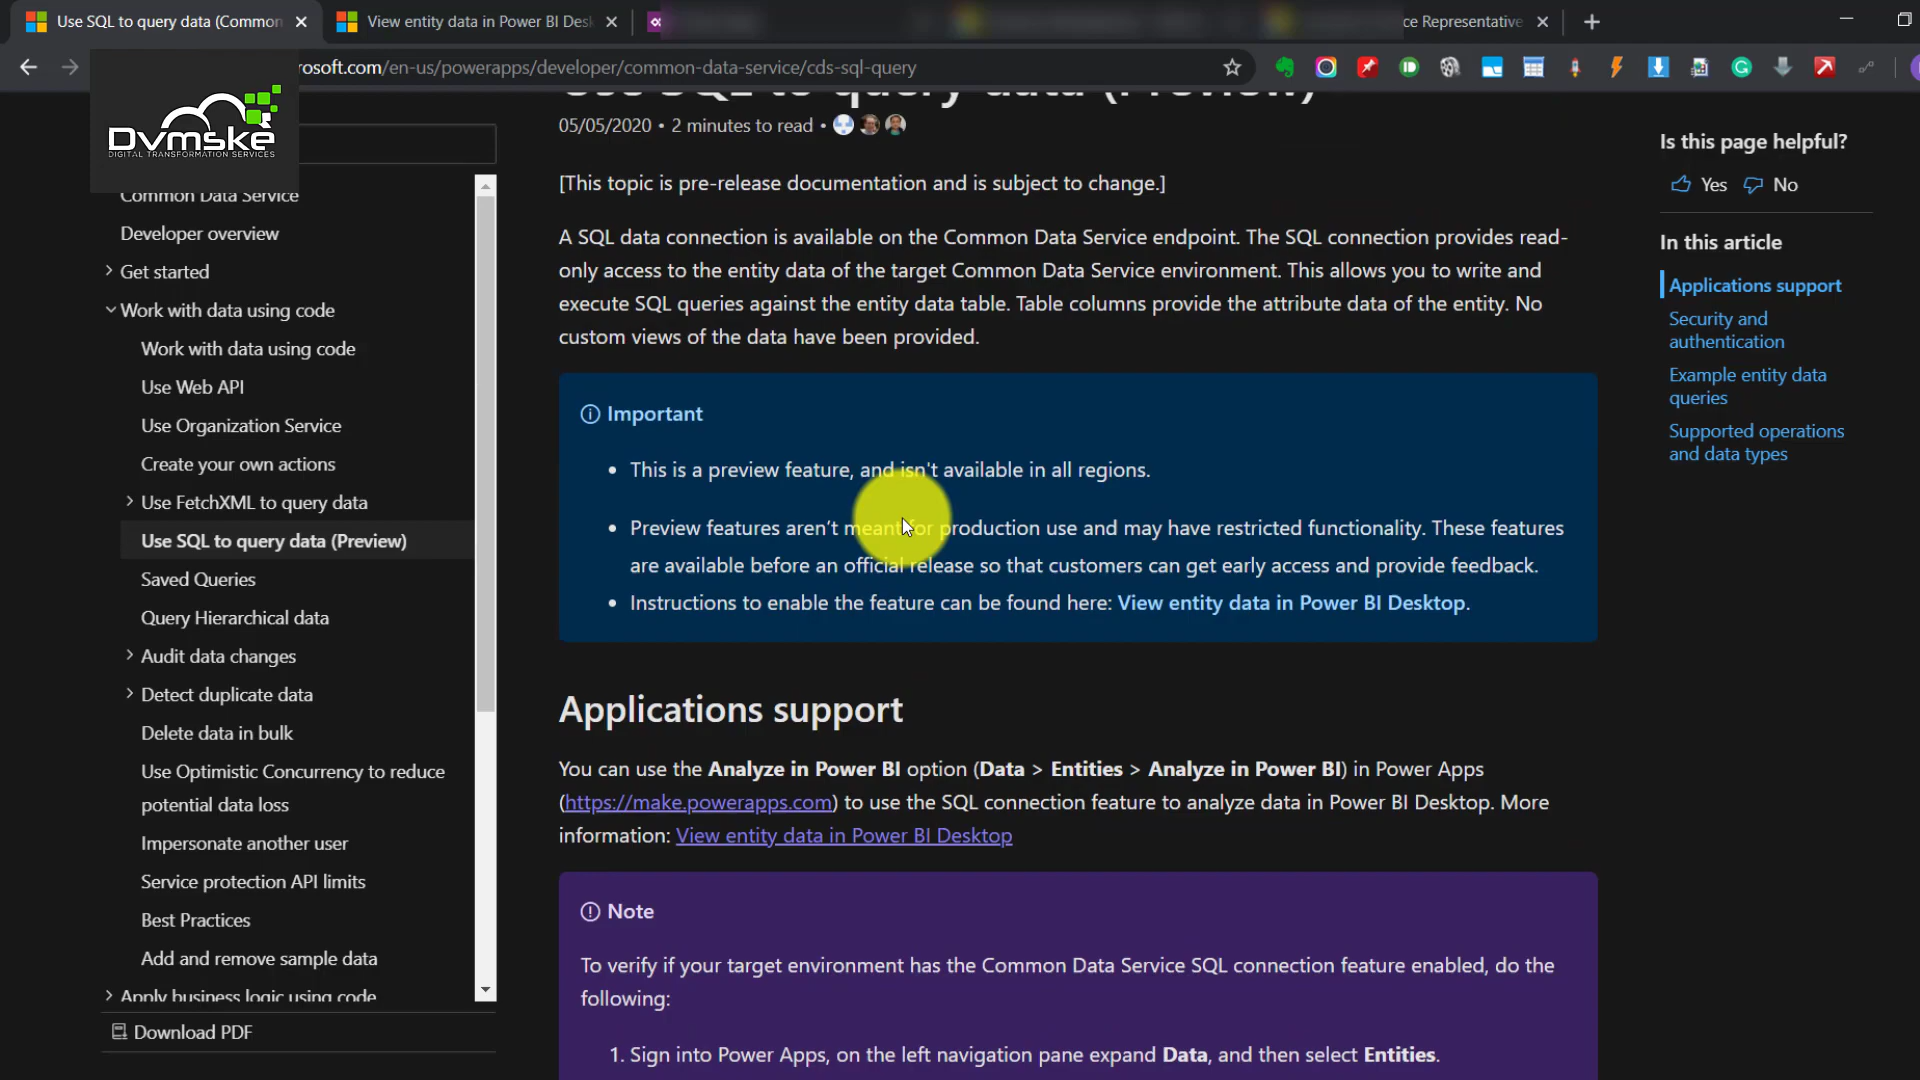 Use SQL to query data (Common
View entity data in Power BI Des
ce Representative
rosoft.com/en-us/powerapps/developer/common-data-service/cds-sql-query
Dvmske
DIGITAL TRANSFORMATION SERVICES
Common Data Service
Developer overview
Get started
Work with data using code
Work with data using code
Use Web API
Use Organization Service
Create your own actions
Use FetchXML to query data
Use SQL to query data (Preview)
Saved Queries
Query Hierarchical data
Audit data changes
Detect duplicate data
Delete data in bulk
Use Optimistic Concurrency to reduce
potential data loss
Impersonate another user
Service protection API limits
Best Practices
Add and remove sample data
Apply business logic using code
Download PDF
Use SQL to query data (Preview)
05/05/2020 • 2 minutes to read •
[This topic is pre-release documentation and is subject to change.]
A SQL data connection is available on the Common Data Service endpoint. The SQL connection provides read-
only access to the entity data of the target Common Data Service environment. This allows you to write and
execute SQL queries against the entity data table. Table columns provide the attribute data of the entity. No
custom views of the data have been provided.
Important
• This is a preview feature, and isn't available in all regions.
• Preview features aren’t meant for production use and may have restricted functionality. These features
are available before an official release so that customers can get early access and provide feedback.
• Instructions to enable the feature can be found here: View entity data in Power BI Desktop.
Applications support
You can use the Analyze in Power BI option (Data > Entities > Analyze in Power BI) in Power Apps
(https://make.powerapps.com) to use the SQL connection feature to analyze data in Power BI Desktop. More
information: View entity data in Power BI Desktop
Note
To verify if your target environment has the Common Data Service SQL connection feature enabled, do the
following:
1. Sign into Power Apps, on the left navigation pane expand Data, and then select Entities.
Is this page helpful?
Yes No
In this article
Applications support
Security and
authentication
Example entity data
queries
Supported operations
and data types